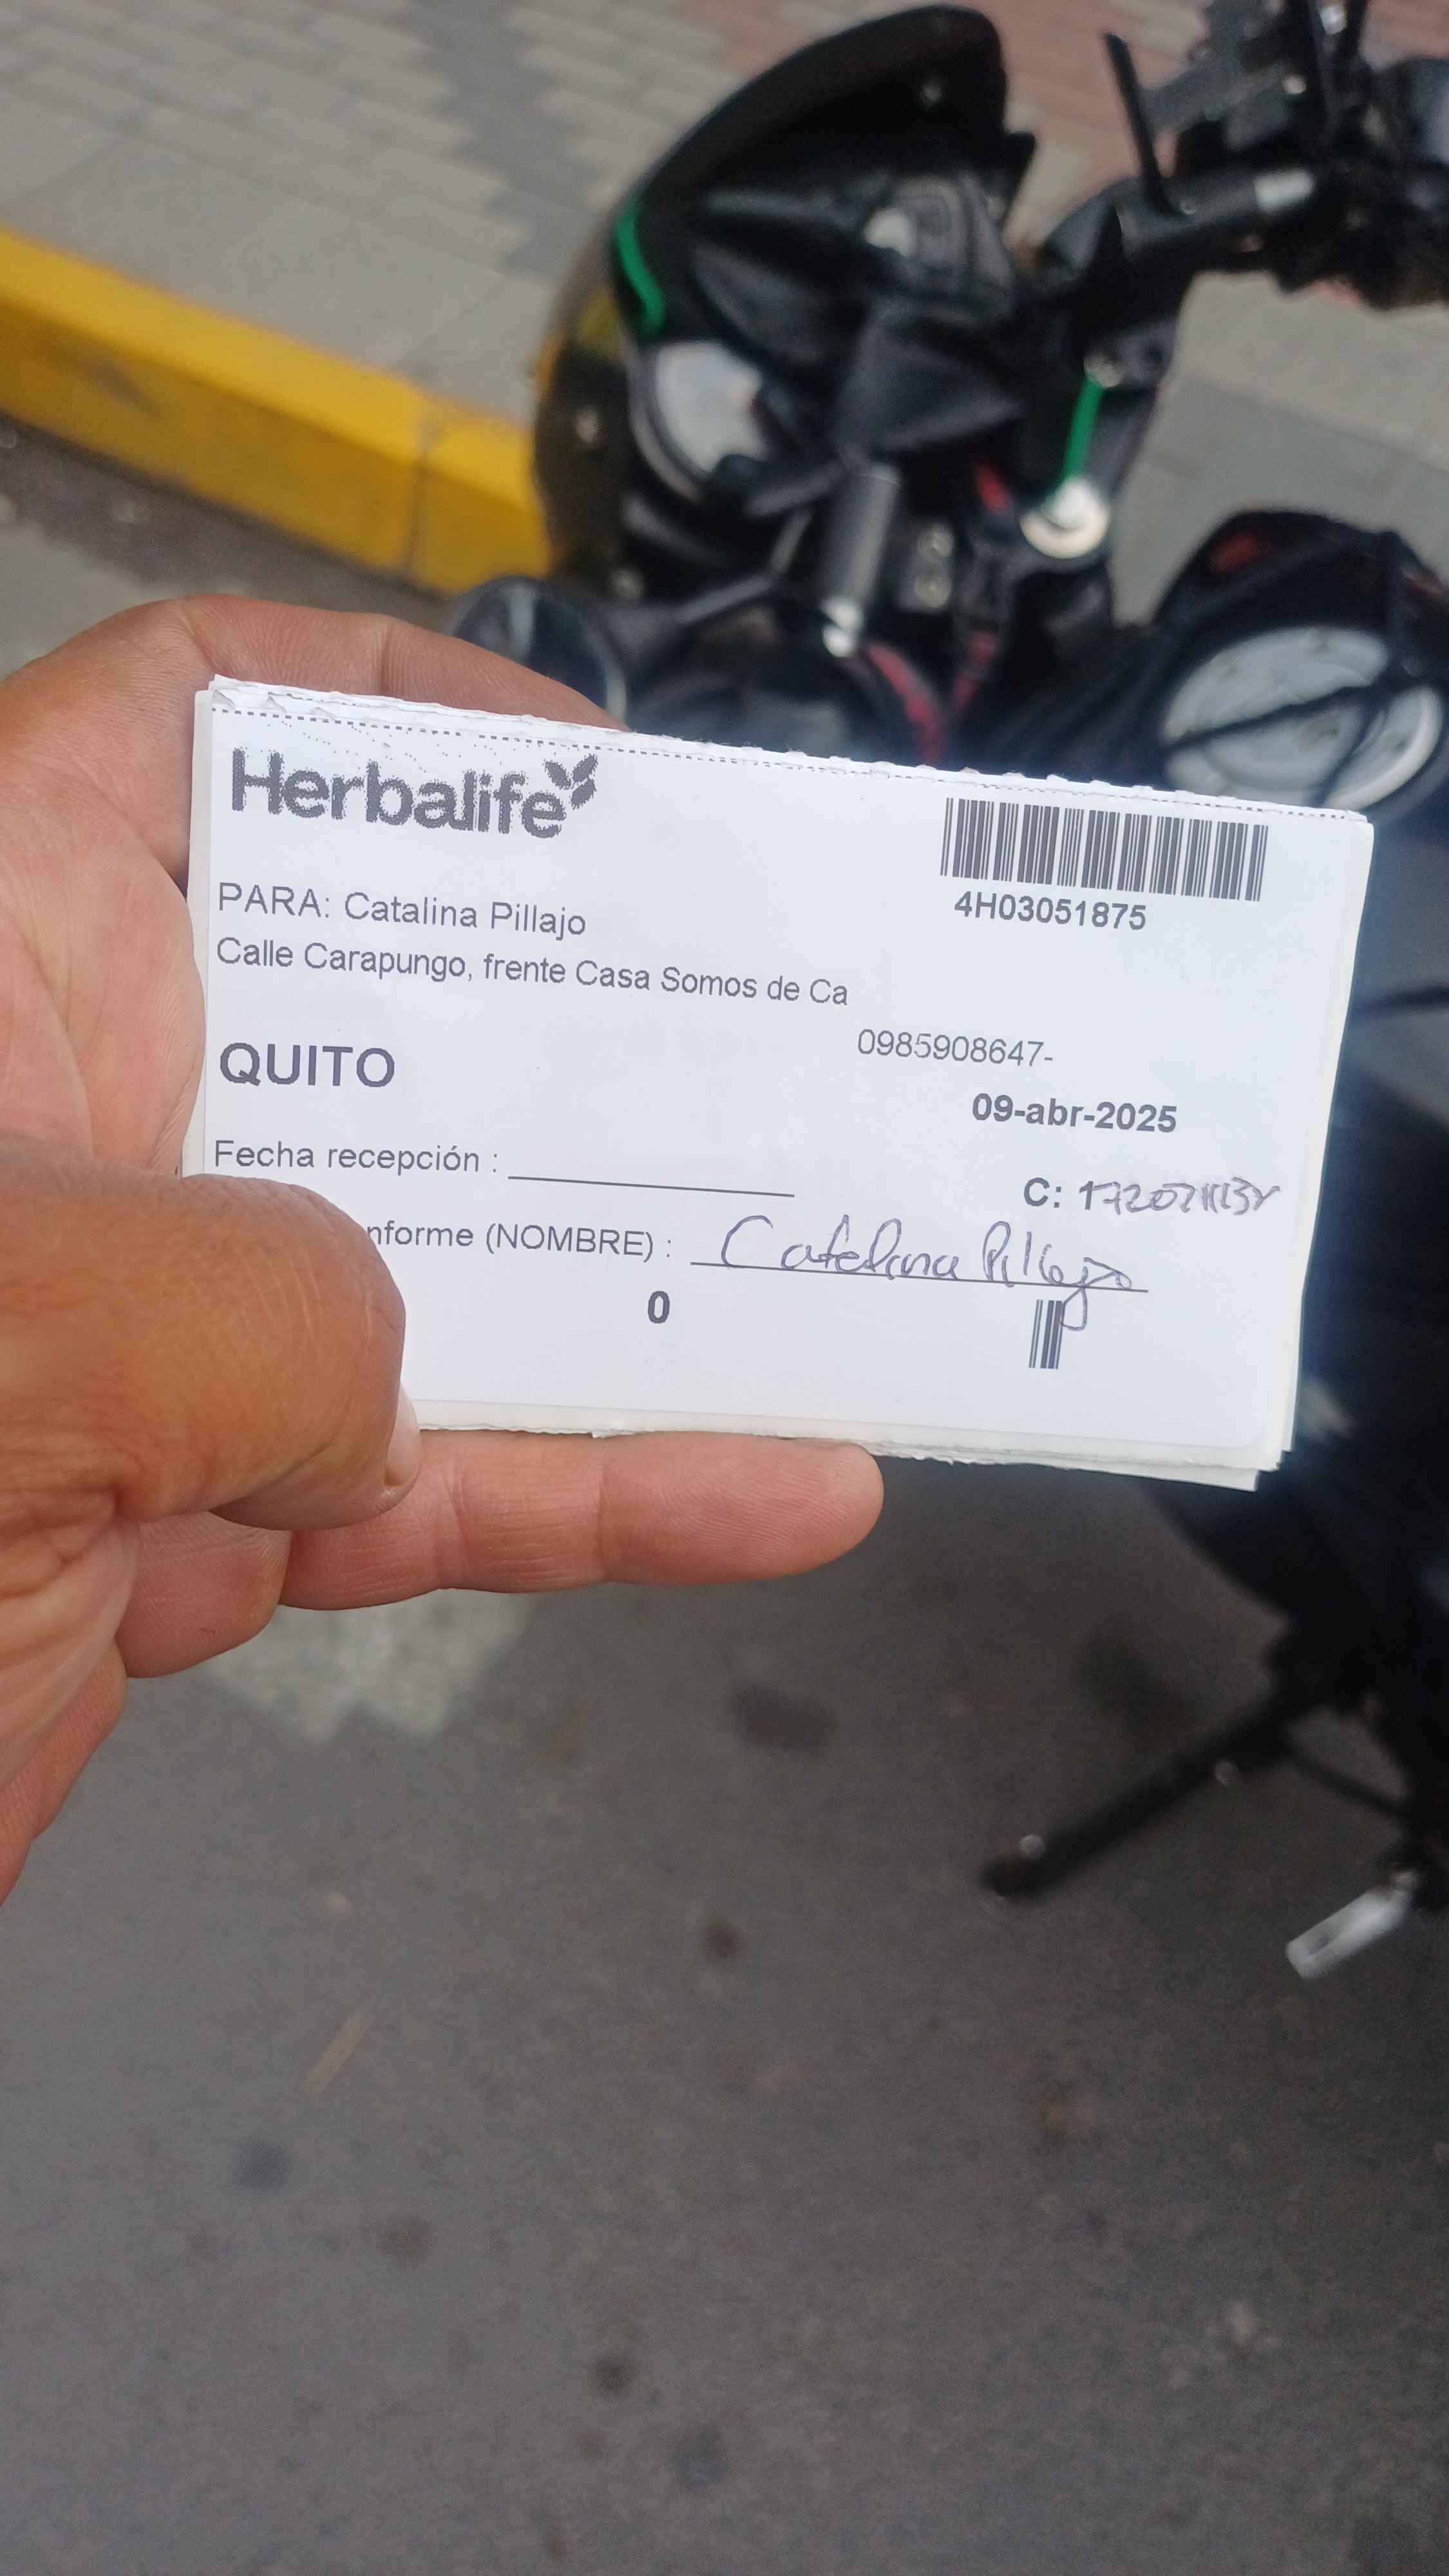 Herbalife
4H03051875
PARA: Catalina Pillajo
Calle Carapungo, frente Casa Somos de Ca
0985908647-
QUITO
09-abr-2025
Fecha recepción :
C:
nforme (NOMBRE) : Catalina Pillajo
0